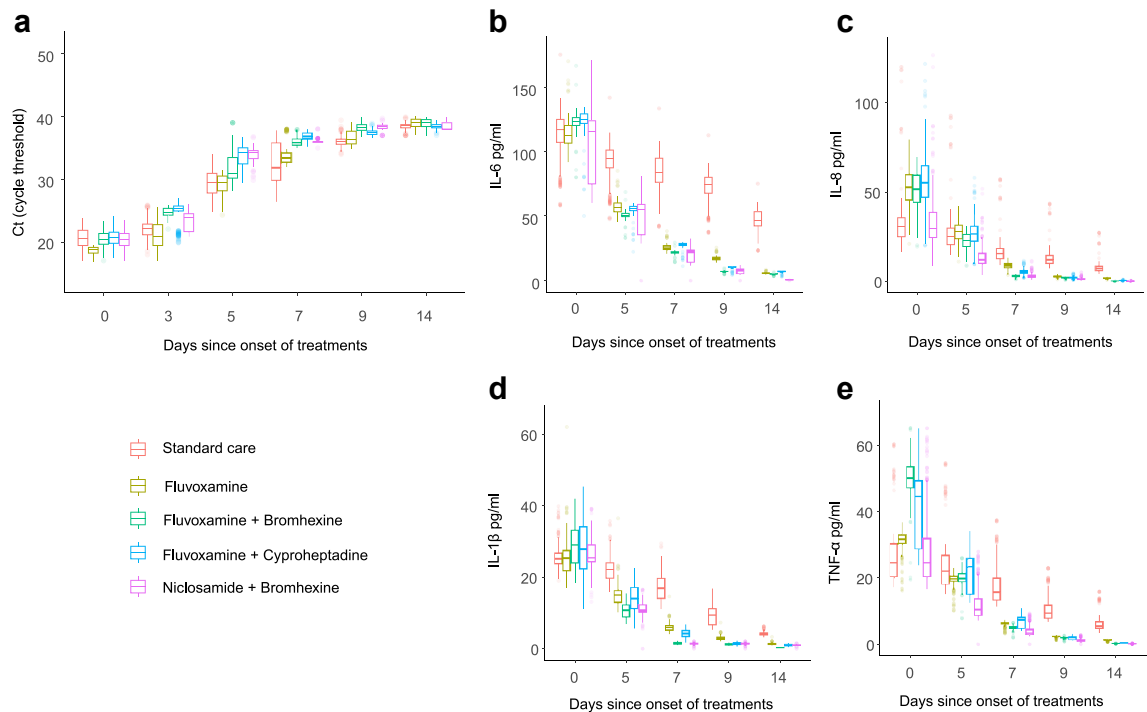 a
50
40
30
20
Ct (cycle threshold)
0 3 5 7 9 14
Days since onset of treatments
b
150
100
50
0
IL-6 pg/ml
0 5 7 9 14
Days since onset of treatments
c
100
50
0
IL-8 pg/ml
0 5 7 9 14
Days since onset of treatments
Standard care
Fluvoxamine
Fluvoxamine + Bromhexine
Fluvoxamine + Cyproheptadine
Niclosamide + Bromhexine
d
60
40
20
0
IL-1β pg/ml
0 5 7 9 14
Days since onset of treatments
e
60
40
20
0
TNF-α pg/ml
0 5 7 9 14
Days since onset of treatments